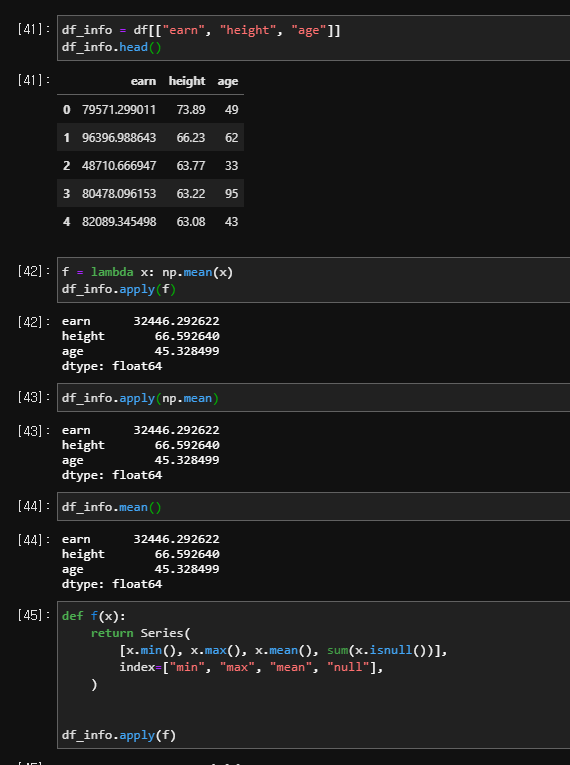 [41]: df_info = df[["earn", "height", "age"]]
df_info.head()
[41]: earn height age
0 79571.299011 73.89 49
1 96396.988643 66.23 62
2 48710.666947 63.77 33
3 80478.096153 63.22 95
4 82089.345498 63.08 43
[42]: f = lambda x: np.mean(x)
df_info.apply(f)
[42]: earn 32446.292622
height 66.592640
age 45.328499
dtype: float64
[43]: df_info.apply(np.mean)
[43]: earn 32446.292622
height 66.592640
age 45.328499
dtype: float64
[44]: df_info.mean()
[44]: earn 32446.292622
height 66.592640
age 45.328499
dtype: float64
[45]: def f(x):
return Series(
[x.min(), x.max(), x.mean(), sum(x.isnull())],
index=["min", "max", "mean", "null"],
)
df_info.apply(f)